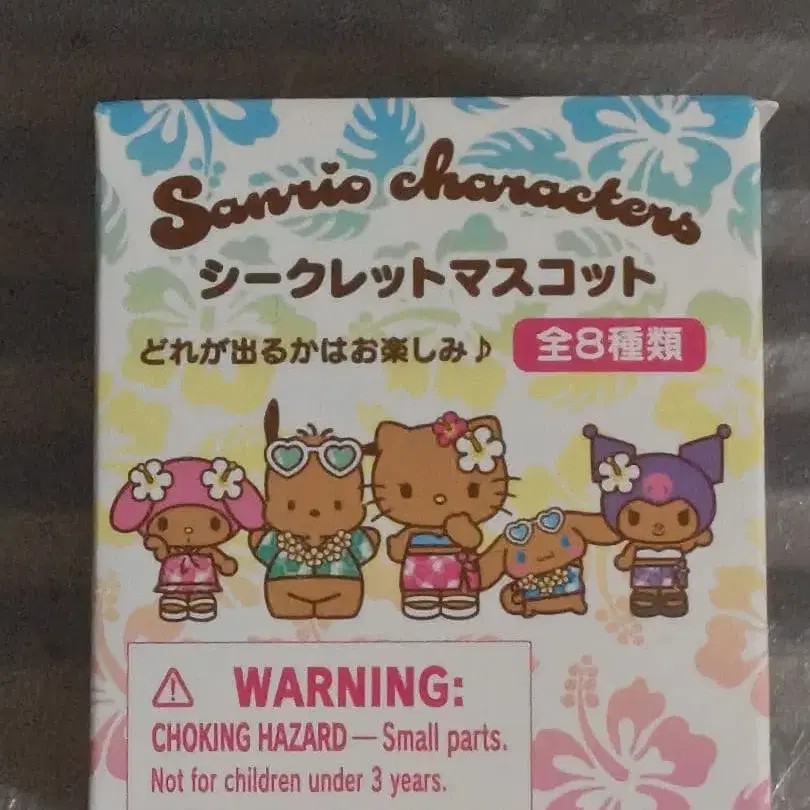 Sanrio characters
シークレットマスコット
どれが出るかはお楽しみ♪ 全8種類
⚠ WARNING:
CHOKING HAZARD — Small parts.
Not for children under 3 years.